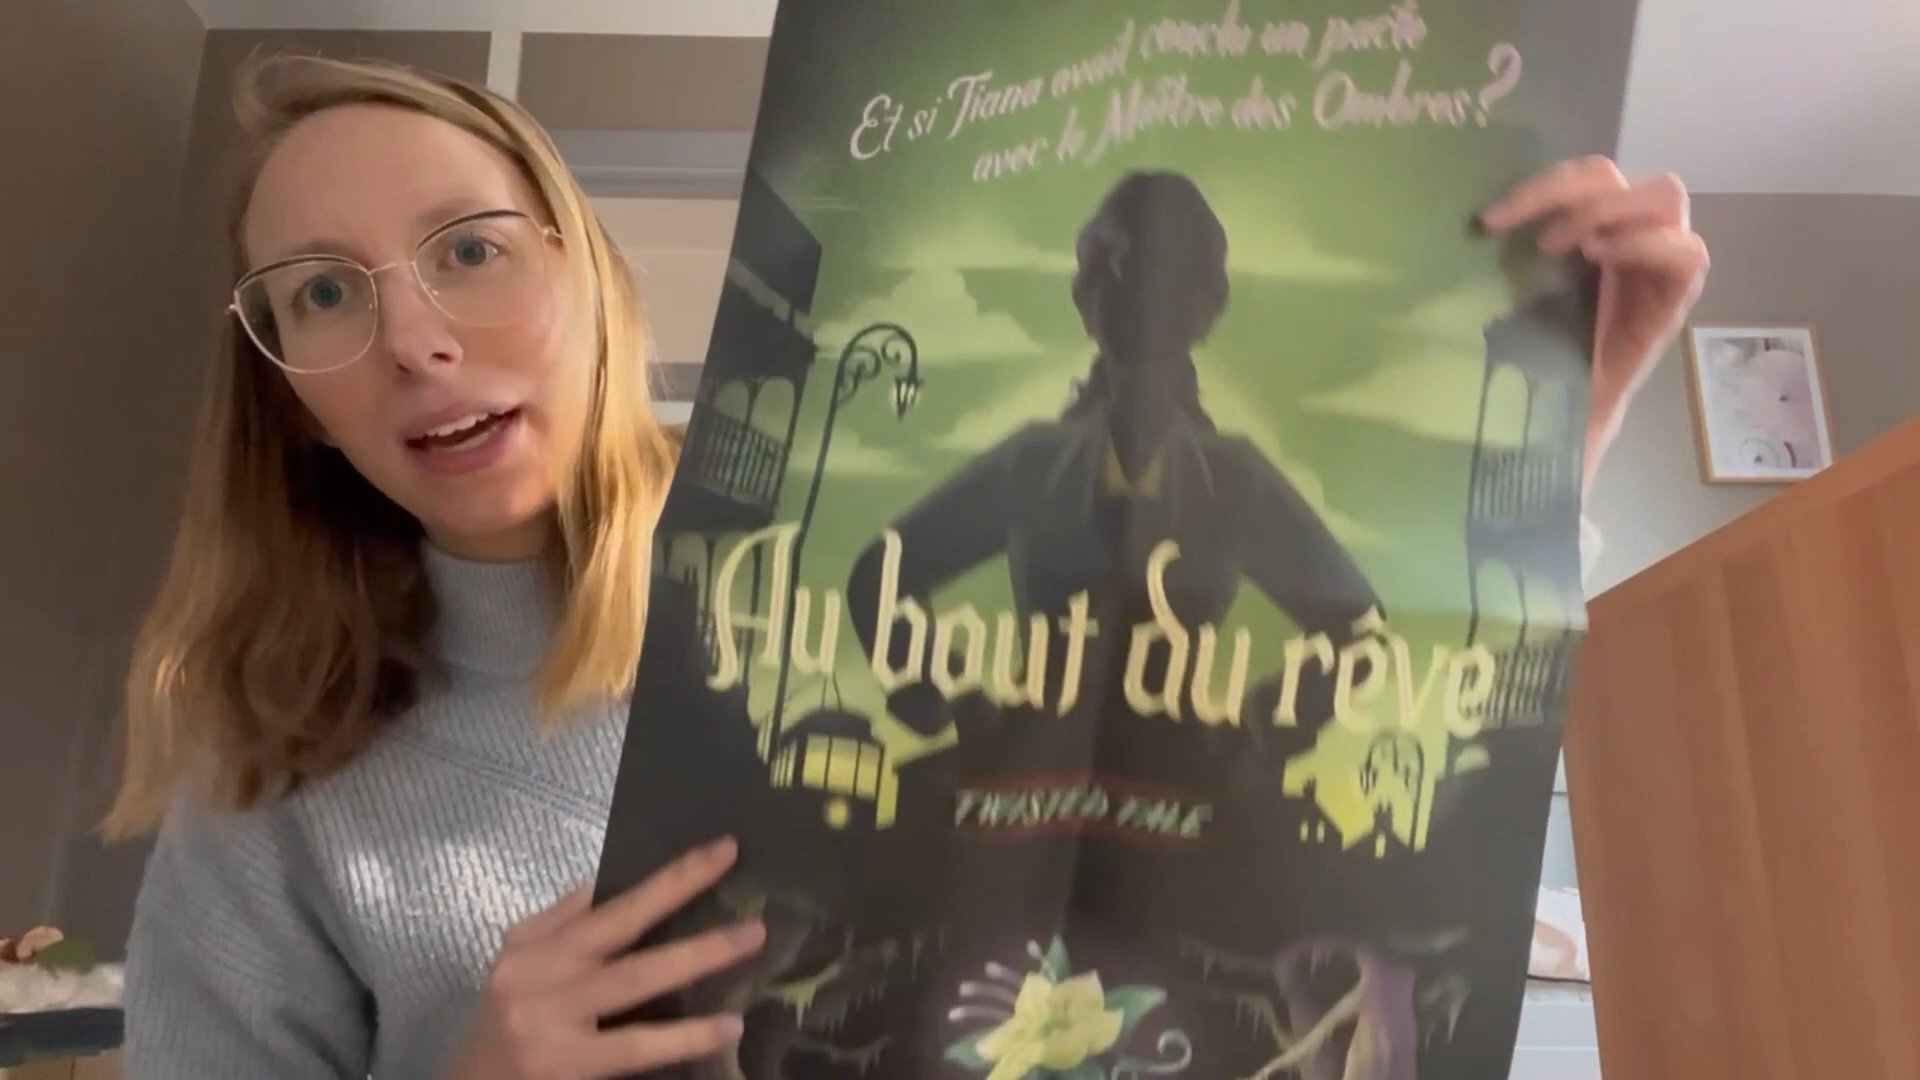 Et si Tiana avait conclu un pacte
avec le Maître des Ombres?
Au bout du rêve
TWISTED TALE